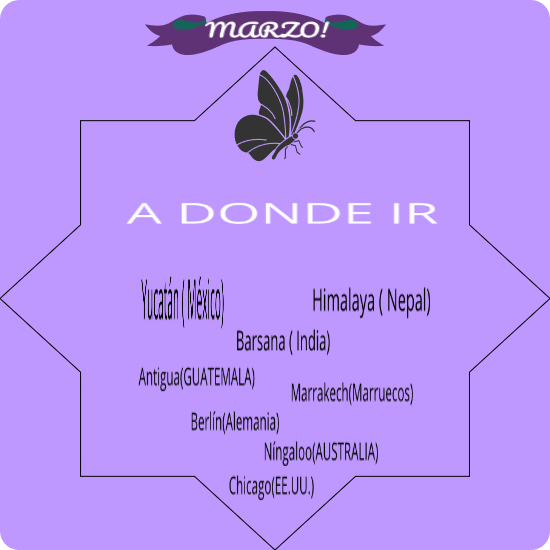 MARZO!
A DONDE IR
Yucatán ( México)
Himalaya ( Nepal)
Barsana ( India)
Antigua(GUATEMALA)
Marrakech(Marruecos)
Berlín(Alemania)
Níngaloo(AUSTRALIA)
Chicago(EE.UU.)